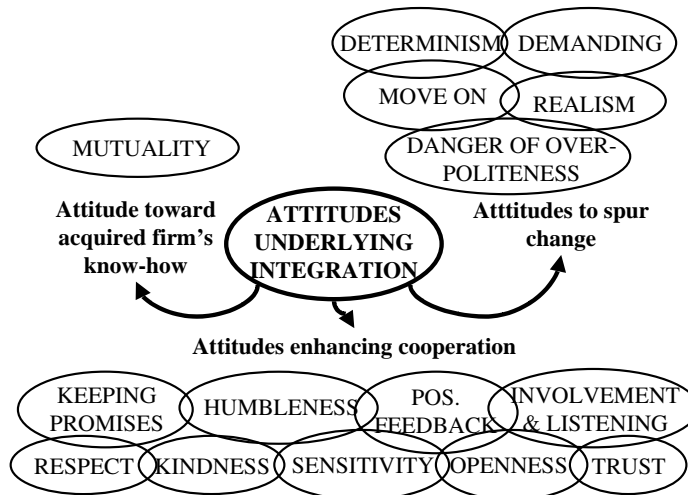 DETERMINISM
DEMANDING
MOVE ON
REALISM
DANGER OF OVER-
POLITENESS
MUTUALITY
Attitude toward
acquired firm's
know-how
ATTITUDES
UNDERLYING
INTEGRATION
Atttitudes to spur
change
Attitudes enhancing cooperation
KEEPING
PROMISES
HUMBLENESS
POS.
FEEDBACK
INVOLVEMENT
& LISTENING
RESPECT
KINDNESS
SENSITIVITY
OPENNESS
TRUST